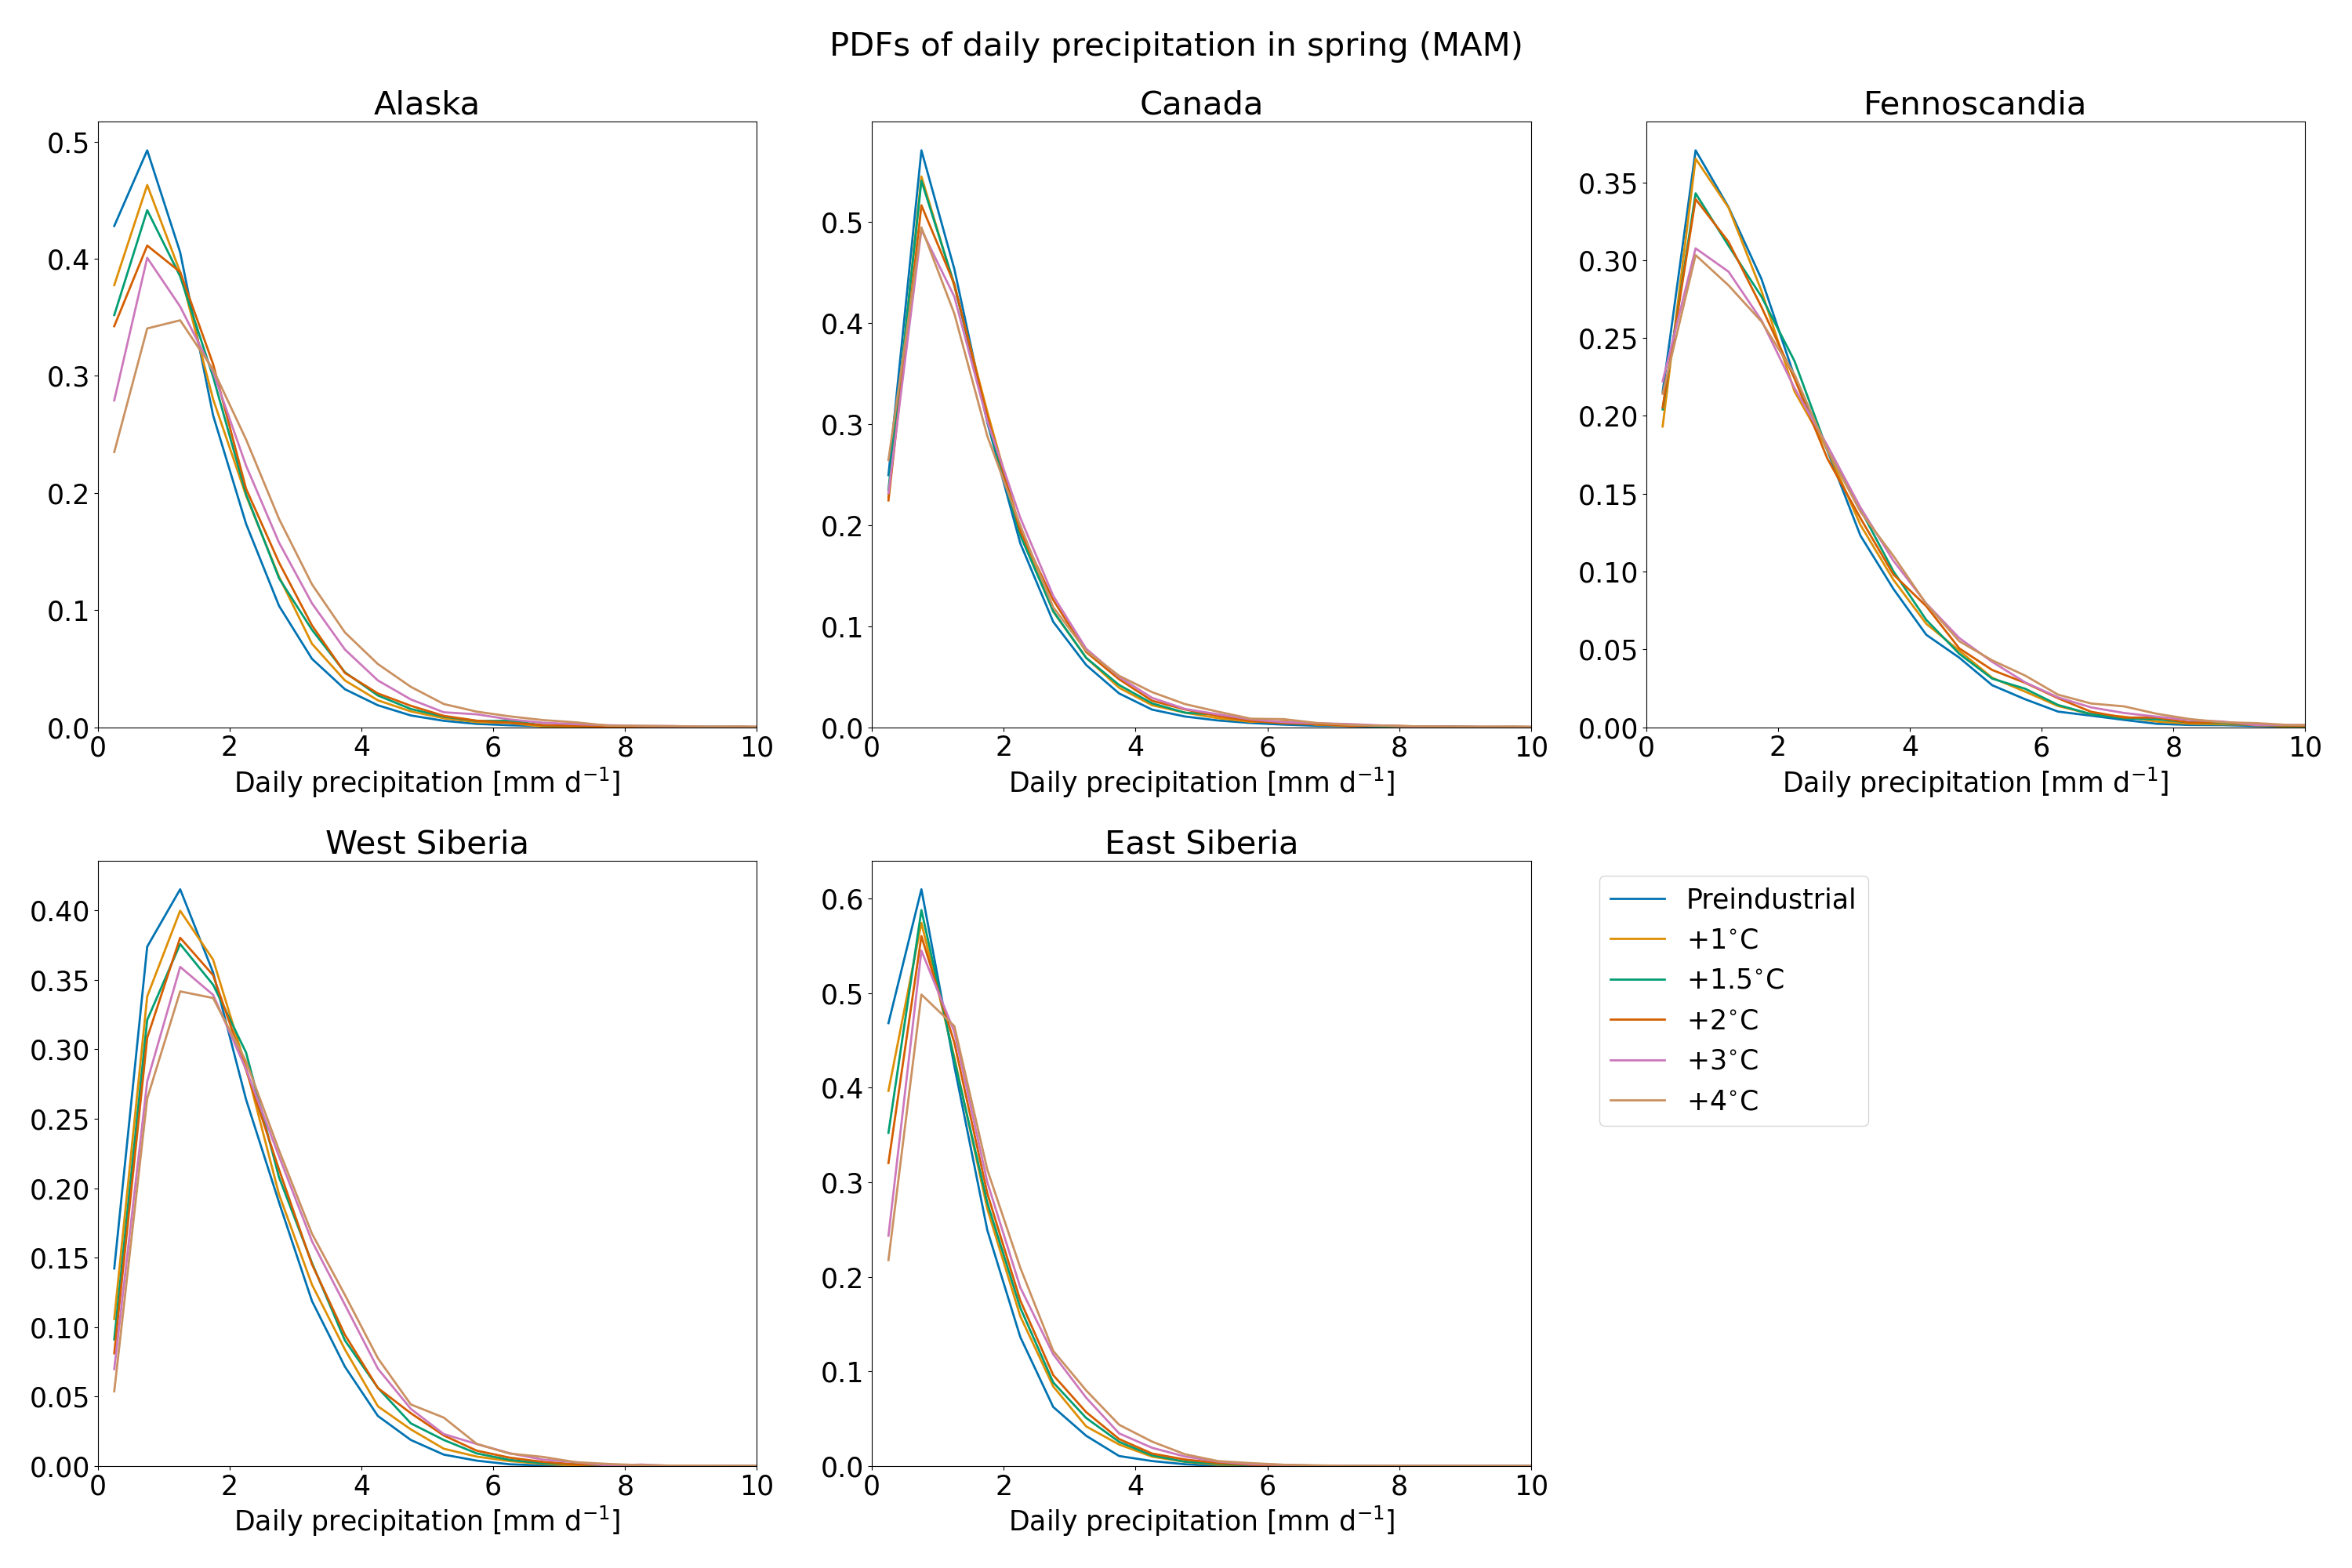 PDFs of daily precipitation in spring (MAM)
Alaska
0.5
0.4
0.3
0.2
0.1
0.0
0 2 4 6 8 10
Daily precipitation [mm d⁻¹]
Canada
0.5
0.4
0.3
0.2
0.1
0.0
0 2 4 6 8 10
Daily precipitation [mm d⁻¹]
Fennoscandia
0.35
0.30
0.25
0.20
0.15
0.10
0.05
0.00
0 2 4 6 8 10
Daily precipitation [mm d⁻¹]
West Siberia
0.40
0.35
0.30
0.25
0.20
0.15
0.10
0.05
0.00
0 2 4 6 8 10
Daily precipitation [mm d⁻¹]
East Siberia
0.6
0.5
0.4
0.3
0.2
0.1
0.0
0 2 4 6 8 10
Daily precipitation [mm d⁻¹]
Preindustrial
+1°C
+1.5°C
+2°C
+3°C
+4°C